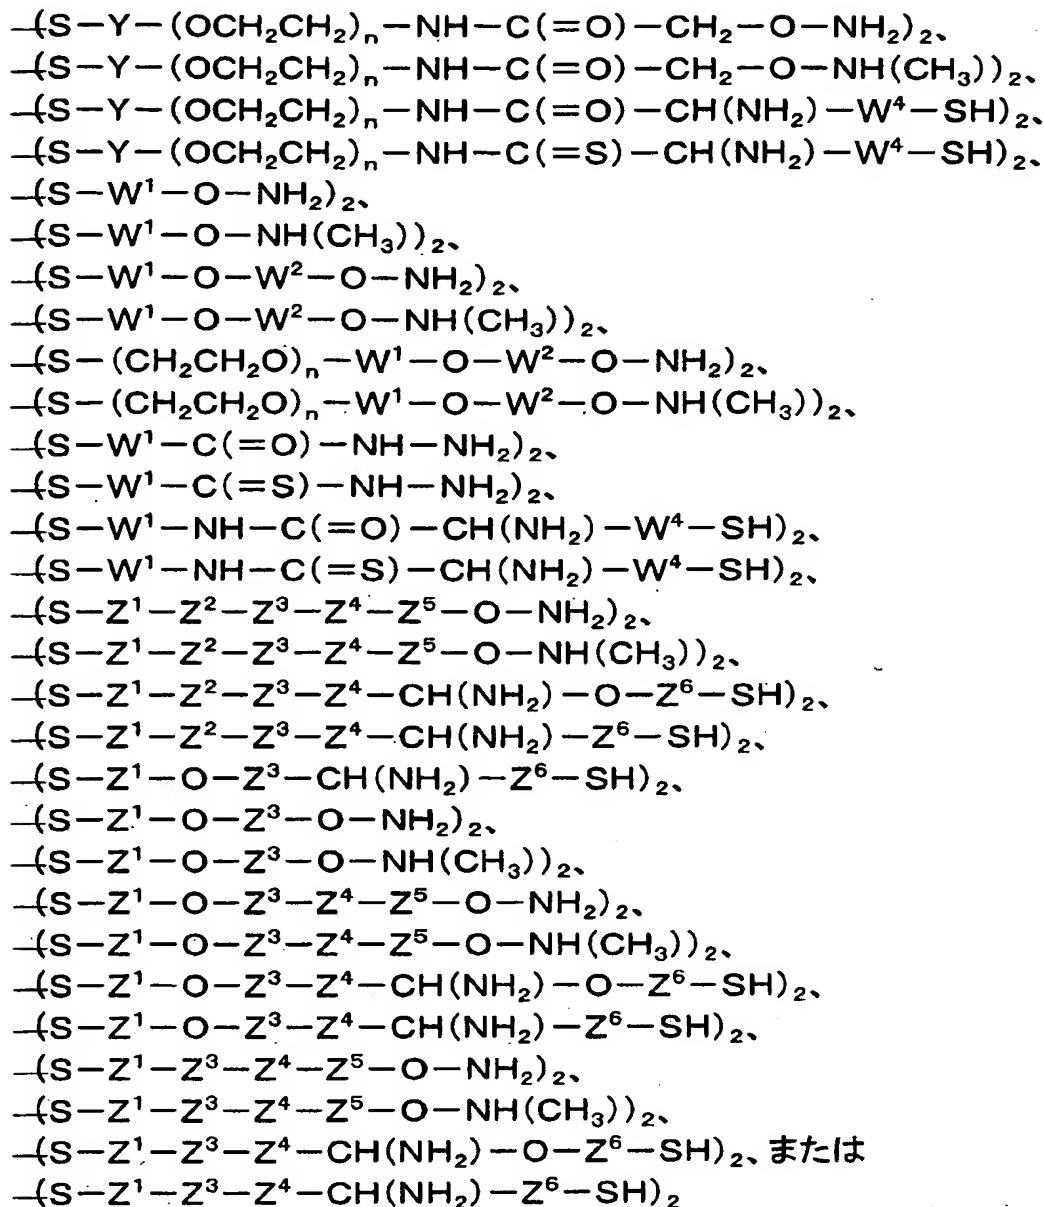 -(S-Y-(OCH₂CH₂)ₙ-NH-C(=O)-CH₂-O-NH₂)₂、
-(S-Y-(OCH₂CH₂)ₙ-NH-C(=O)-CH₂-O-NH(CH₃))₂、
-(S-Y-(OCH₂CH₂)ₙ-NH-C(=O)-CH(NH₂)-W⁴-SH)₂、
-(S-Y-(OCH₂CH₂)ₙ-NH-C(=S)-CH(NH₂)-W⁴-SH)₂、
-(S-W¹-O-NH₂)₂、
-(S-W¹-O-NH(CH₃))₂、
-(S-W¹-O-W²-O-NH₂)₂、
-(S-W¹-O-W²-O-NH(CH₃))₂、
-(S-(CH₂CH₂O)ₙ-W¹-O-W²-O-NH₂)₂、
-(S-(CH₂CH₂O)ₙ-W¹-O-W²-O-NH(CH₃))₂、
-(S-W¹-C(=O)-NH-NH₂)₂、
-(S-W¹-C(=S)-NH-NH₂)₂、
-(S-W¹-NH-C(=O)-CH(NH₂)-W⁴-SH)₂、
-(S-W¹-NH-C(=S)-CH(NH₂)-W⁴-SH)₂、
-(S-Z¹-Z²-Z³-Z⁴-Z⁵-O-NH₂)₂、
-(S-Z¹-Z²-Z³-Z⁴-Z⁵-O-NH(CH₃))₂、
-(S-Z¹-Z²-Z³-Z⁴-CH(NH₂)-O-Z⁶-SH)₂、
-(S-Z¹-Z²-Z³-Z⁴-CH(NH₂)-Z⁶-SH)₂、
-(S-Z¹-O-Z³-CH(NH₂)-Z⁶-SH)₂、
-(S-Z¹-O-Z³-O-NH₂)₂、
-(S-Z¹-O-Z³-O-NH(CH₃))₂、
-(S-Z¹-O-Z³-Z⁴-Z⁵-O-NH₂)₂、
-(S-Z¹-O-Z³-Z⁴-Z⁵-O-NH(CH₃))₂、
-(S-Z¹-O-Z³-Z⁴-CH(NH₂)-O-Z⁶-SH)₂、
-(S-Z¹-O-Z³-Z⁴-CH(NH₂)-Z⁶-SH)₂、
-(S-Z¹-Z³-Z⁴-Z⁵-O-NH₂)₂、
-(S-Z¹-Z³-Z⁴-Z⁵-O-NH(CH₃))₂、
-(S-Z¹-Z³-Z⁴-CH(NH₂)-O-Z⁶-SH)₂、または
-(S-Z¹-Z³-Z⁴-CH(NH₂)-Z⁶-SH)₂